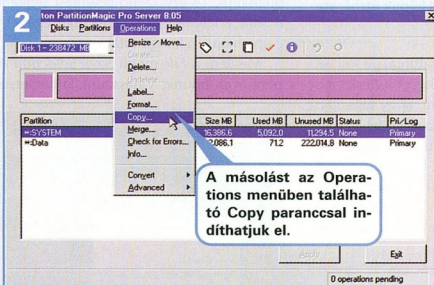 2
ton PartitionMagic Pro Server 8.05
Disks Partitions Operations Help
Disk 1 - 238472 MB
Resize / Move...
Create...
Delete...
Undelete...
Label...
Format...
Copy...
Merge...
Check for Errors...
Info...
Convert
Advanced
Partition Size MB Used MB Unused MB Status Pri/Log
*:SYSTEM 16,386.6 5,092.0 11,294.5 None Primary
*:Data 2,086.1 71.2 222,014.8 None Primary
A másolást az Opera-
tions menüben találha-
tó Copy paranccsal in-
díthatjuk el.
Apply Exit
0 operations pending